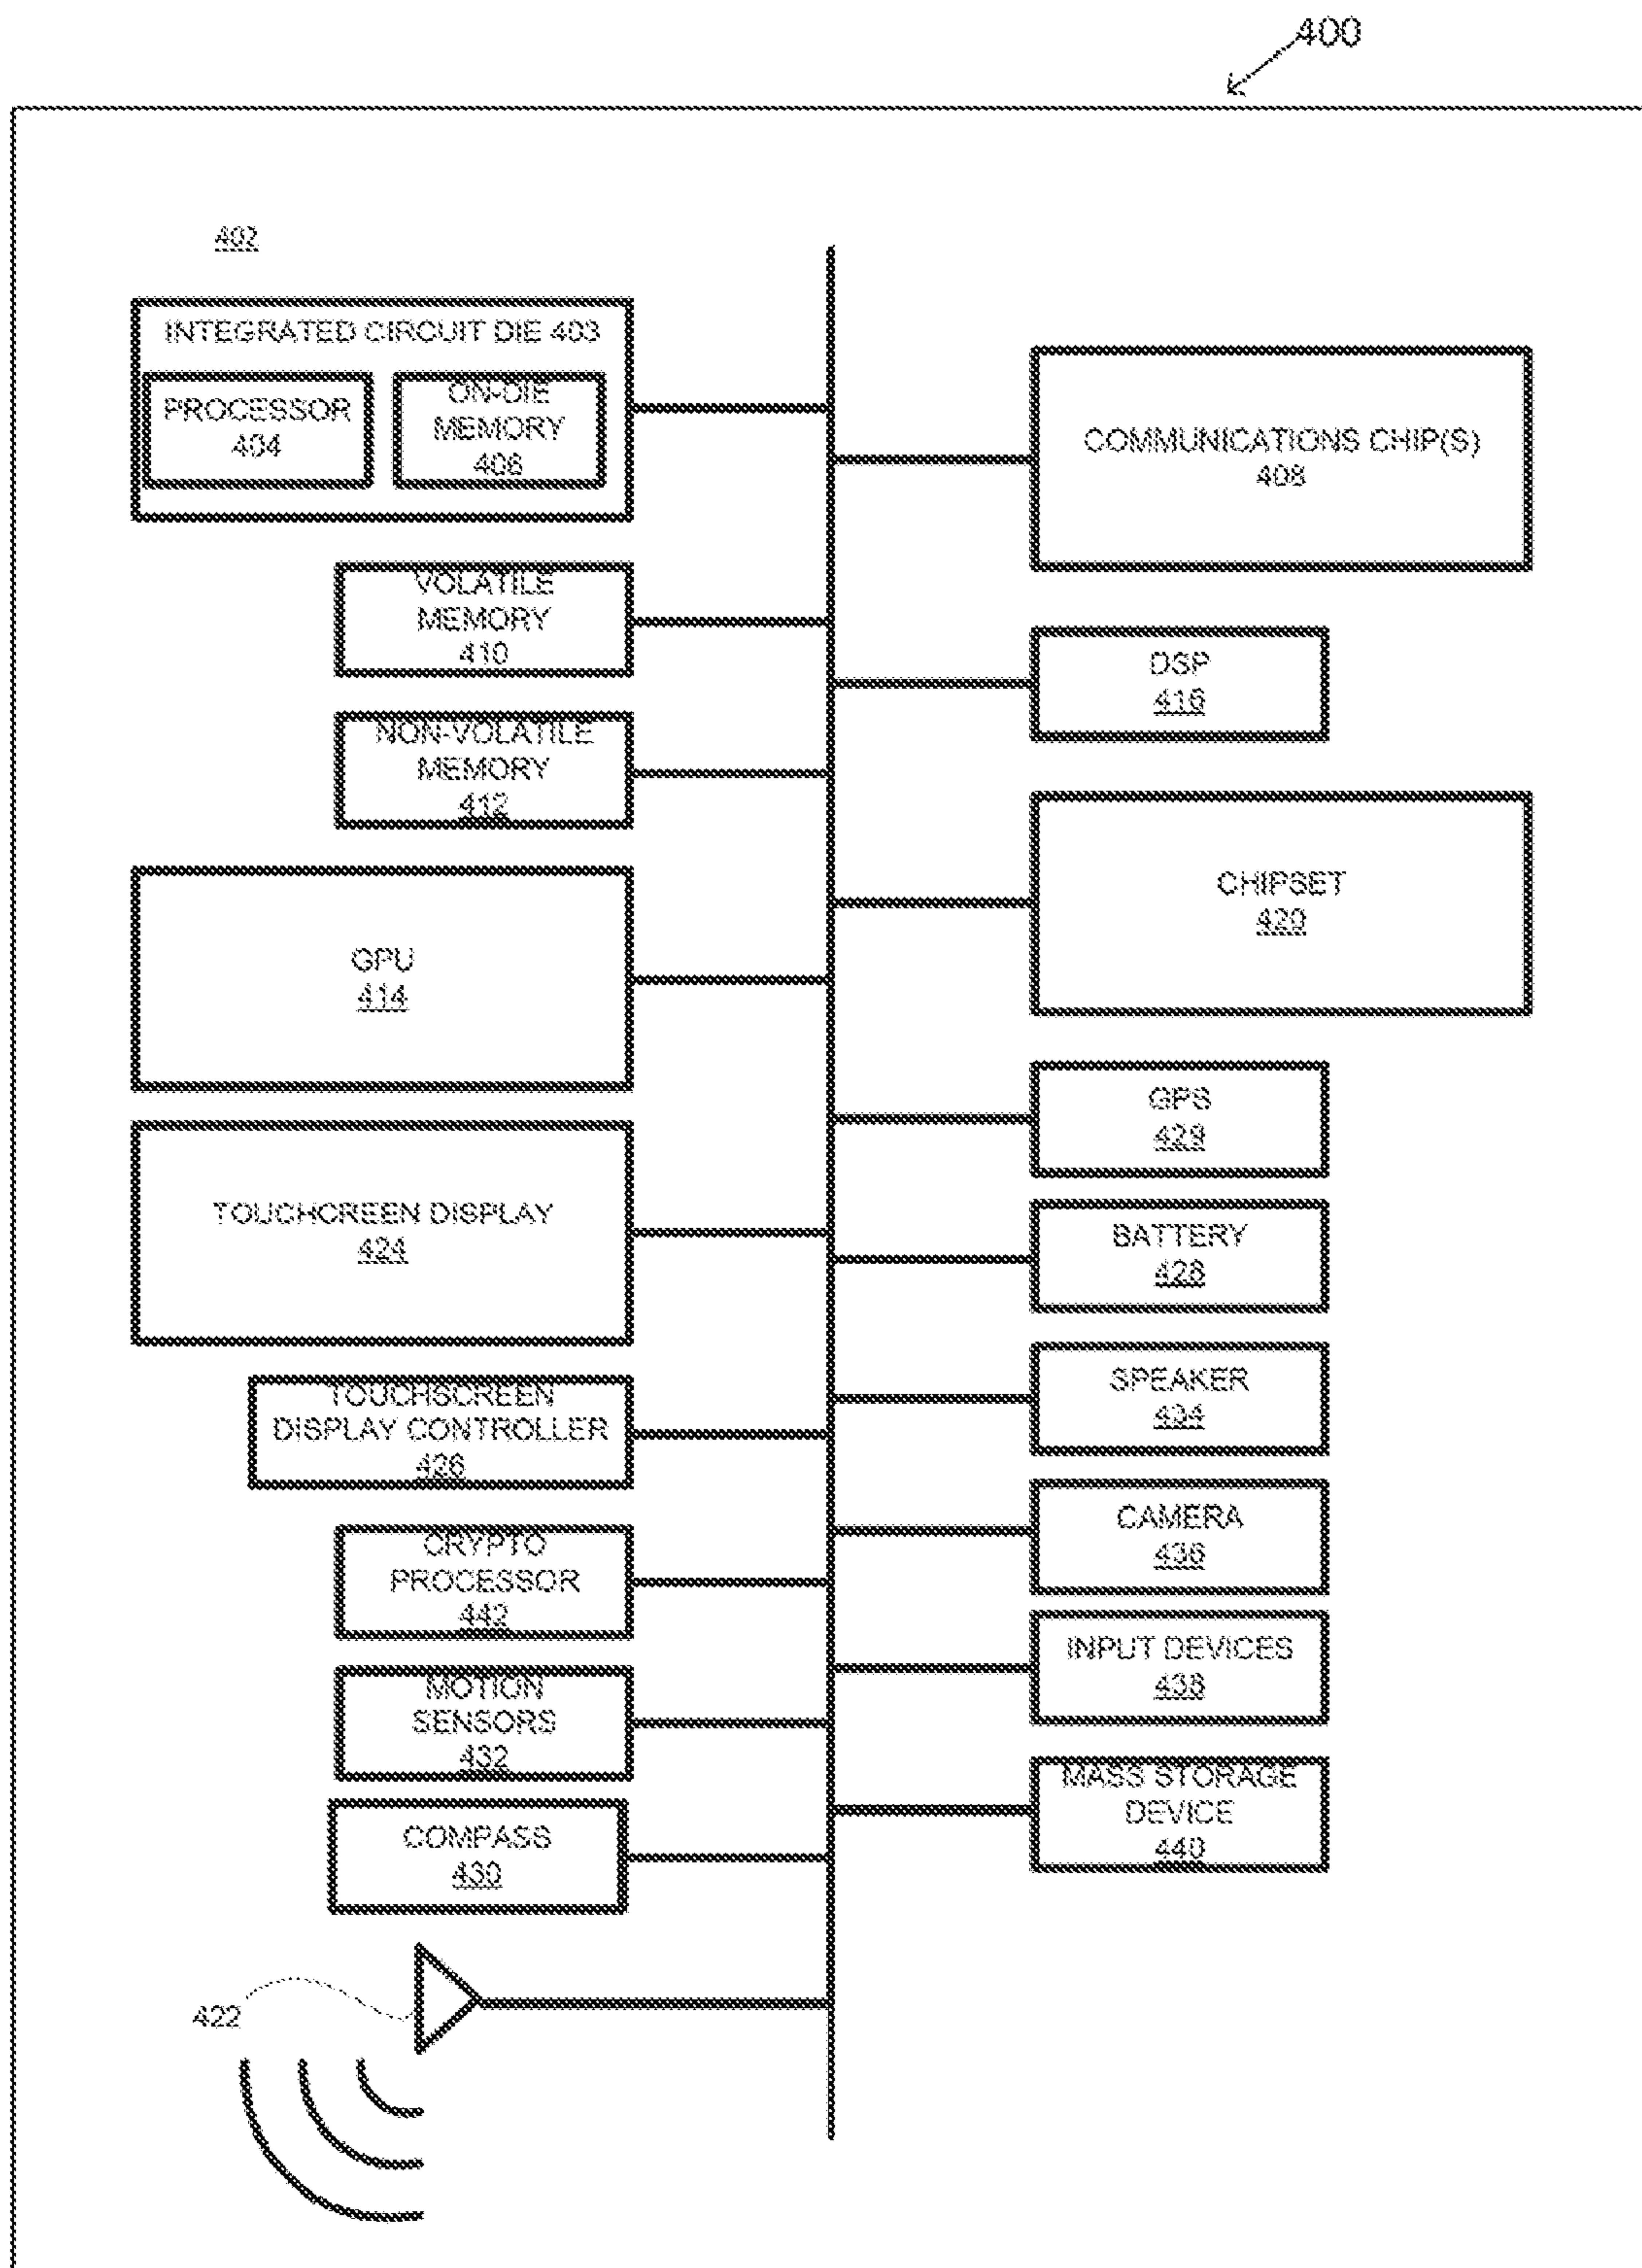 400
402
INTEGRATED CIRCUIT DIE 403
PROCESSOR
404
ON-DIE
MEMORY
406
VOLATILE
MEMORY
410
NON-VOLATILE
MEMORY
412
GPU
414
TOUCHCREEN DISPLAY
424
TOUCHSCREEN
DISPLAY CONTROLLER
426
CRYPTO
PROCESSOR
442
MOTION
SENSORS
432
COMPASS
430
422
COMMUNICATIONS CHIP(S)
408
DSP
416
CHIPSET
420
GPS
429
BATTERY
428
SPEAKER
434
CAMERA
436
INPUT DEVICES
438
MASS STORAGE
DEVICE
440